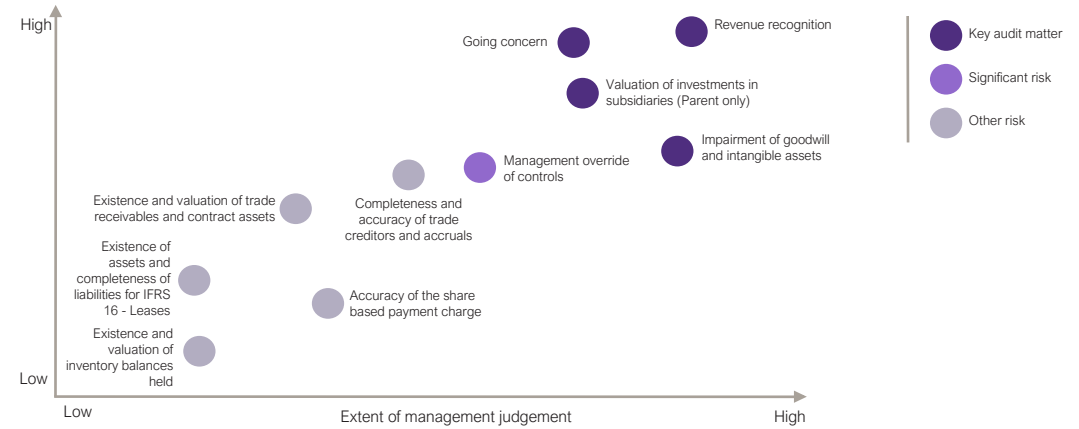 High
Going concern
Revenue recognition
Valuation of investments in
subsidiaries (Parent only)
Impairment of goodwill
and intangible assets
Management override
of controls
Completeness and
accuracy of trade
creditors and accruals
Existence and valuation of trade
receivables and contract assets
Existence of
assets and
completeness of
liabilities for IFRS
16 - Leases
Accuracy of the share
based payment charge
Existence and
valuation of
inventory balances
held
Low
Low
Extent of management judgement
High
Key audit matter
Significant risk
Other risk